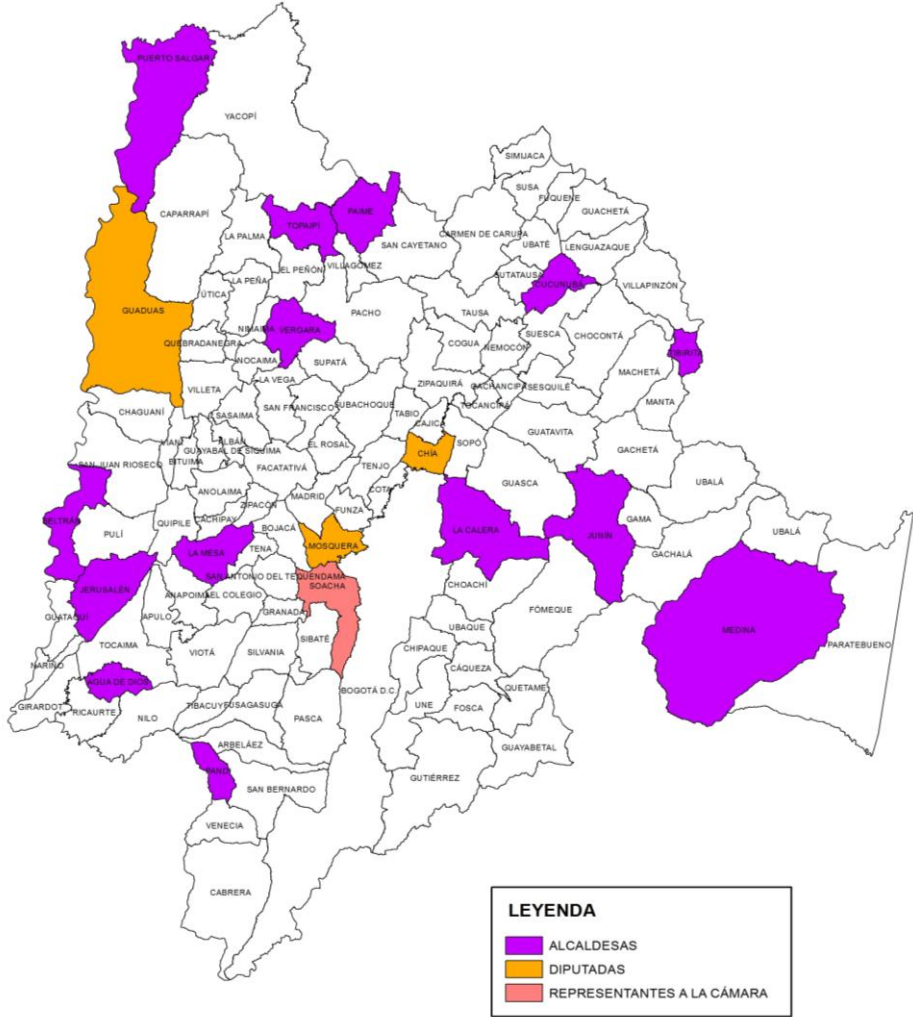 PUERTO SALGAR
YACOPÍ
SIMIJACA
SUSA
FUQUENE
GUACHETÁ
CAPARRAPÍ
TOPAIPÍ
PAIME
LA PALMA
SAN CAYETANO
CARMEN DE CARUPA
UBATÉ
LENGUAZAQUE
EL PEÑÓN
VILLAGOMEZ
SUTATAUSA
CUCUNUBÁ
VILLAPINZÓN
LA PEÑA
ÚTICA
GUADUAS
PACHO
TAUSA
NIMAIMA
VERGARA
SUESCA
CHOCONTÁ
TIBIRITA
QUEBRADANEGRA
NOCAIMA
SUPATÁ
COGUA
NEMOCÓN
MACHETÁ
LA VEGA
VILLETA
ZIPAQUIRÁ
GACHANCIPÁ
SESQUILÉ
MANTA
CHAGUANÍ
SASAIMA
SAN FRANCISCO
SUBACHOQUE
TABIO
TOCANCIPÁ
CAJICA
VIANÍ
ALBÁN
EL ROSAL
SOPÓ
GUATAVITA
GUAYABAL DE SIQUIMA
CHÍA
GACHETÁ
SAN JUAN RIOSECO
BITUIMA
FACATATIVÁ
TENJO
GUASCA
UBALÁ
ANOLAIMA
MADRID
COTA
ZIPACÓN
FUNZA
BELTRÁN
QUIPILE
CACHIPAY
BOJACÁ
LA CALERA
JUNÍN
GAMA
UBALÁ
PULÍ
MOSQUERA
LA MESA
TENA
GACHALÁ
SAN ANTONIO DEL TEQUENDAMA
SOACHA
CHOACHÍ
JERUSALÉN
ANAPOIMA
EL COLEGIO
GRANADA
FÓMEQUE
GUATAQUÍ
APULO
UBAQUE
MEDINA
TOCAIMA
VIOTÁ
SILVANIA
SIBATÉ
CHIPAQUE
PARATEBUENO
NARIÑO
CÁQUEZA
AGUA DE DIOS
BOGOTÁ D.C.
QUETAME
GIRARDOT
RICAURTE
NILO
TIBACUY
FUSAGASUGA
PASCA
UNE
FOSCA
ARBELÁEZ
GUAYABETAL
PANDI
GUTIÉRREZ
SAN BERNARDO
VENECIA
CABRERA
LEYENDA
ALCALDESAS
DIPUTADAS
REPRESENTANTES A LA CÁMARA